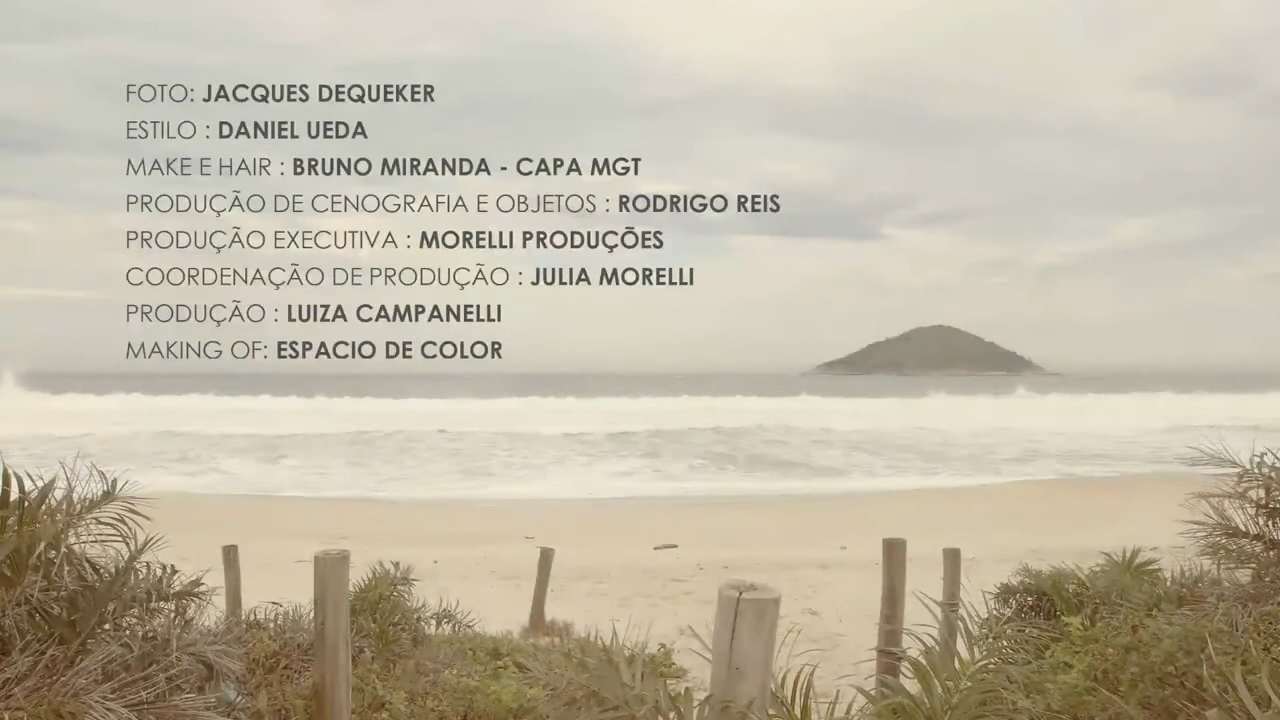 FOTO: JACQUES DEQUEKER
ESTILO : DANIEL UEDA
MAKE E HAIR : BRUNO MIRANDA - CAPA MGT
PRODUÇÃO DE CENOGRAFIA E OBJETOS : RODRIGO REIS
PRODUÇÃO EXECUTIVA : MORELLI PRODUÇÕES
COORDENAÇÃO DE PRODUÇÃO : JULIA MORELLI
PRODUÇÃO : LUIZA CAMPANELLI
MAKING OF: ESPACIO DE COLOR